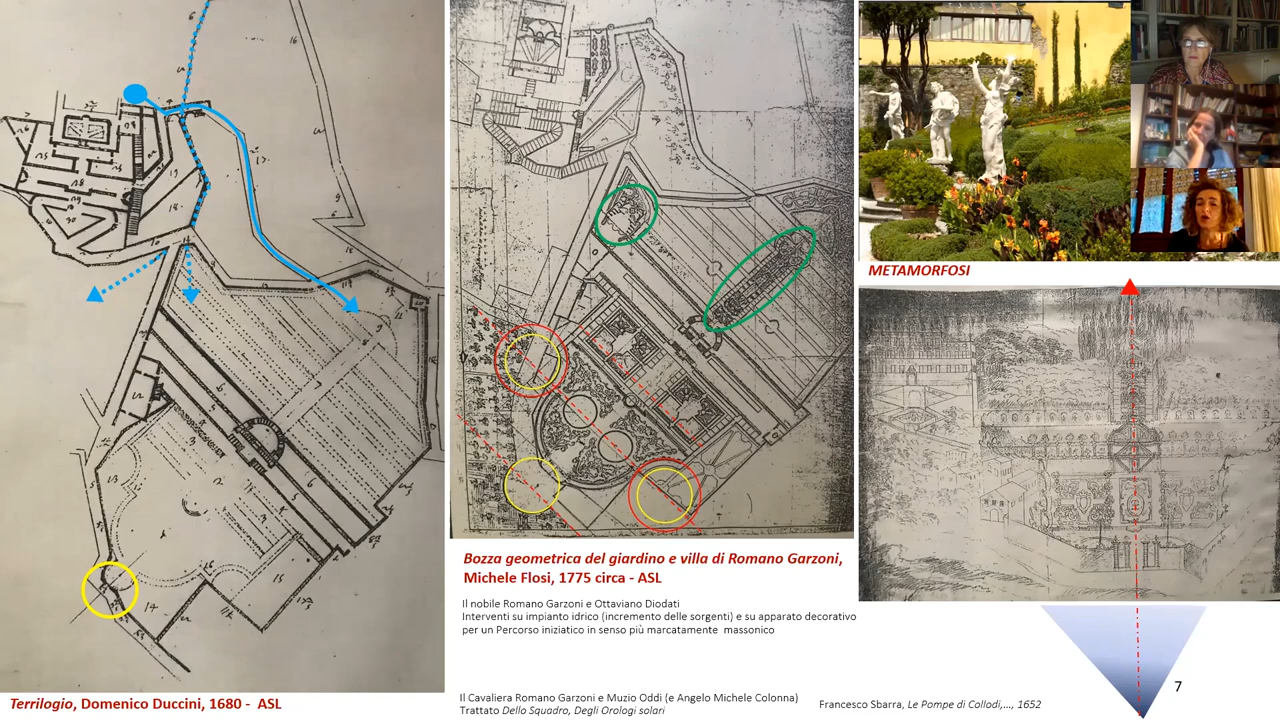 METAMORFOSI
Bozza geometrica del giardino e villa di Romano Garzoni,
Michele Flosi, 1775 circa - ASL
Il nobile Romano Garzoni e Ottaviano Diodati
Interventi su impianto idrico (incremento delle sorgenti) e su apparato decorativo
per un Percorso iniziatico in senso più marcatamente massonico
Terrilogio, Domenico Duccini, 1680 - ASL
Il Cavaliera Romano Garzoni e Muzio Oddi (e Angelo Michele Colonna)
Trattato Dello Squadro, Degli Orologi solari
Francesco Sbarra, Le Pompe di Collodi,..., 1652
7